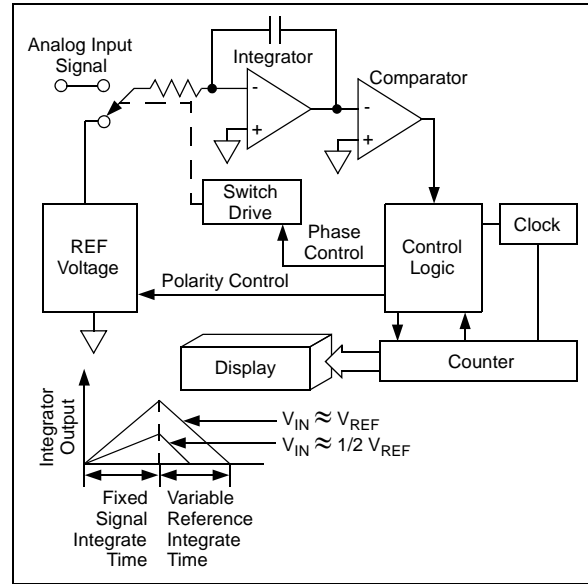 Analog Input
Signal
Integrator
Comparator
-
+
-
+
Switch
Drive
REF
Voltage
Phase
Control
Control
Logic
Clock
Polarity Control
Display
Counter
Integrator
Output
V_IN ≈ V_REF
V_IN ≈ 1/2 V_REF
Fixed
Signal
Integrate
Time
Variable
Reference
Integrate
Time